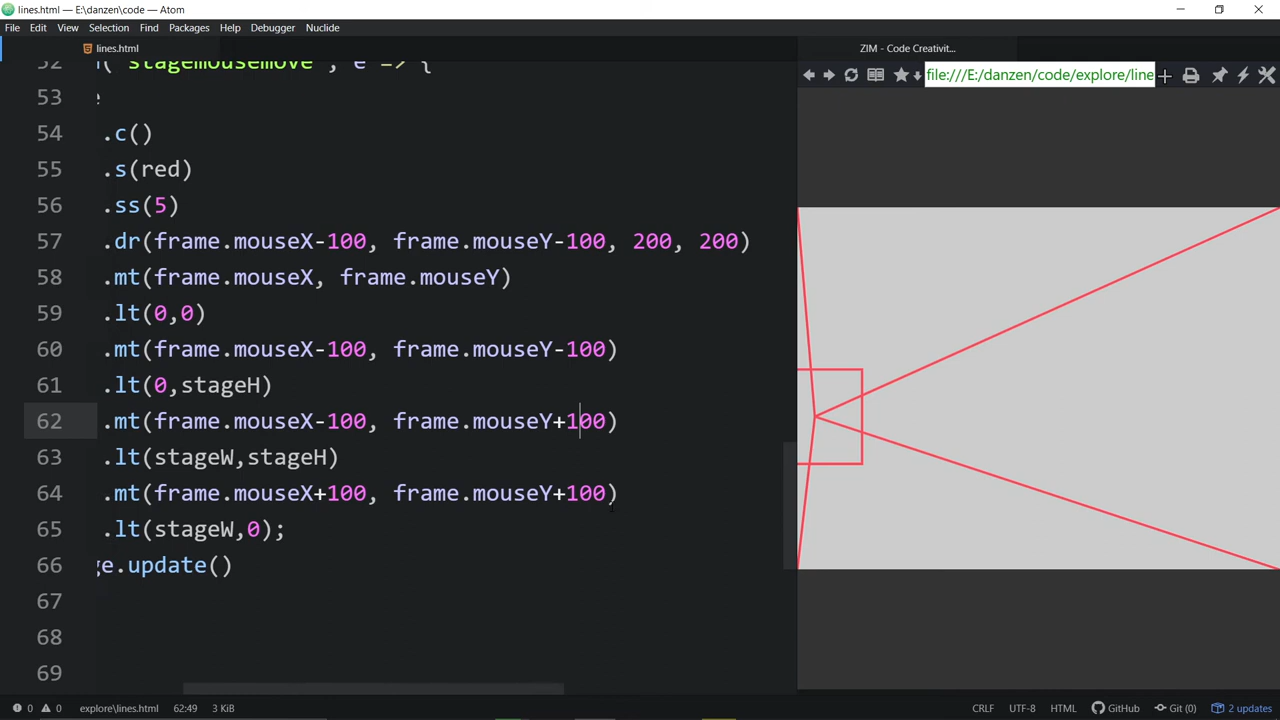 lines.html — E:\danzen\code — Atom
File Edit View Selection Find Packages Help Debugger Nuclide
lines.html
ZIM - Code Creativit...
file:///E:/danzen/code/explore/line
52 "stagemousemove", e => {
53 e
54 .c()
55 .s(red)
56 .ss(5)
57 .dr(frame.mouseX-100, frame.mouseY-100, 200, 200)
58 .mt(frame.mouseX, frame.mouseY)
59 .lt(0,0)
60 .mt(frame.mouseX-100, frame.mouseY-100)
61 .lt(0,stageH)
62 .mt(frame.mouseX-100, frame.mouseY+100)
63 .lt(stageW,stageH)
64 .mt(frame.mouseX+100, frame.mouseY+100)
65 .lt(stageW,0);
66 ge.update()
67
68
69
0 0 explore\lines.html 62:49 3 KiB CRLF UTF-8 HTML GitHub Git (0) 2 updates